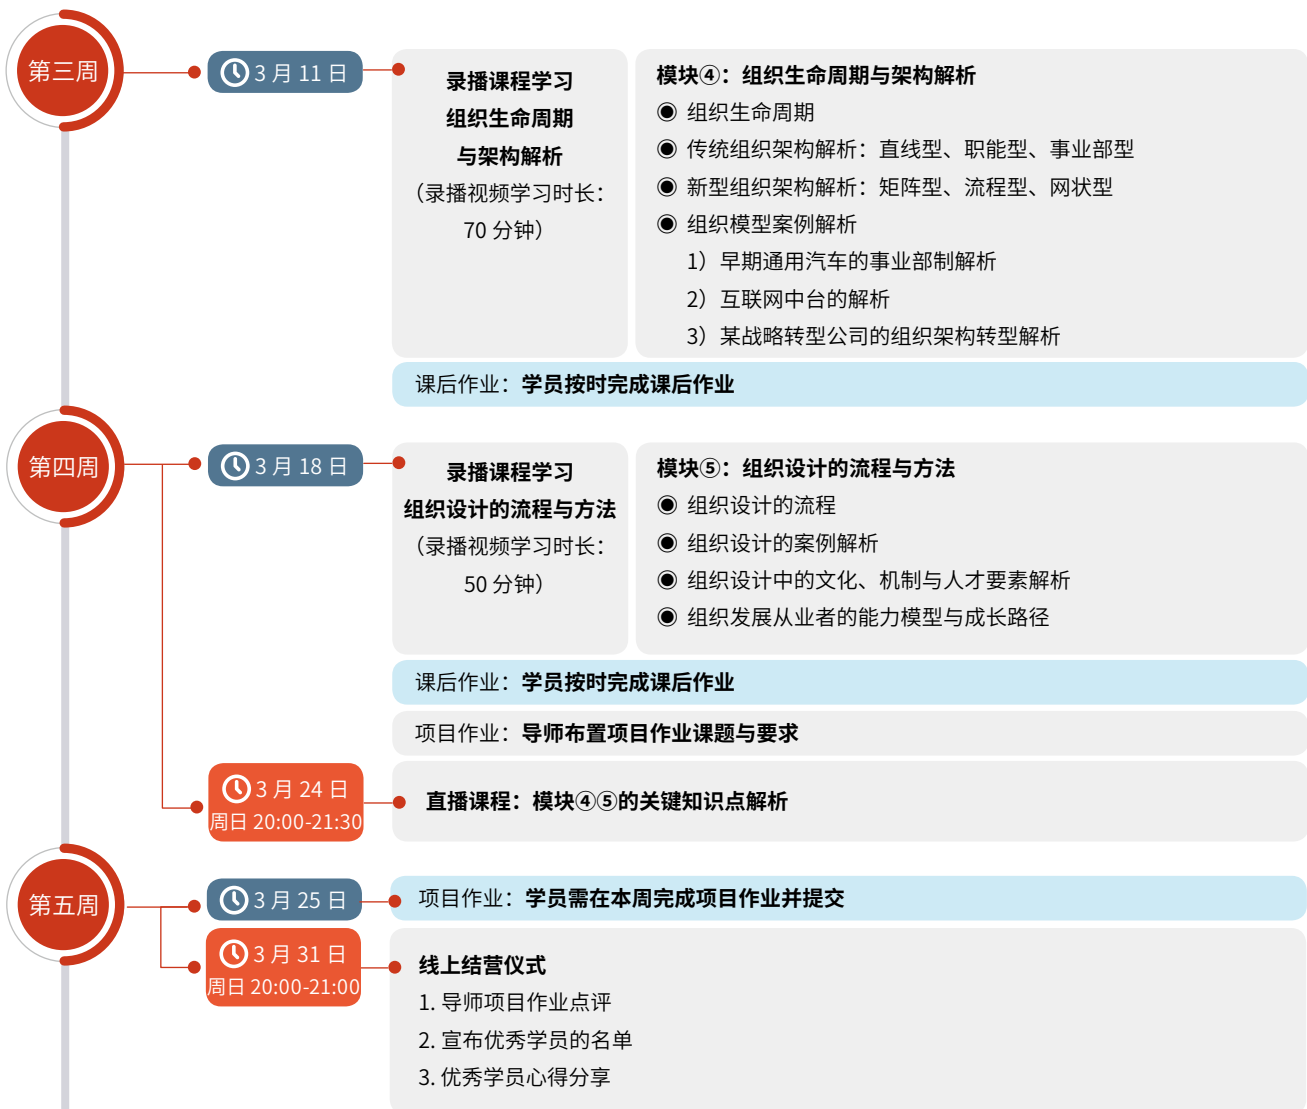 第三周
3 月 11 日
录播课程学习
组织生命周期
与架构解析
（录播视频学习时长：
70 分钟）
模块④：组织生命周期与架构解析
◉ 组织生命周期
◉ 传统组织架构解析：直线型、职能型、事业部型
◉ 新型组织架构解析：矩阵型、流程型、网状型
◉ 组织模型案例解析
1）早期通用汽车的事业部制解析
2）互联网中台的解析
3）某战略转型公司的组织架构转型解析
课后作业：学员按时完成课后作业
第四周
3 月 18 日
录播课程学习
组织设计的流程与方法
（录播视频学习时长：
50 分钟）
模块⑤：组织设计的流程与方法
◉ 组织设计的流程
◉ 组织设计的案例解析
◉ 组织设计中的文化、机制与人才要素解析
◉ 组织发展从业者的能力模型与成长路径
课后作业：学员按时完成课后作业
项目作业：导师布置项目作业课题与要求
3 月 24 日
周日 20:00-21:30
直播课程：模块④⑤的关键知识点解析
第五周
3 月 25 日
项目作业：学员需在本周完成项目作业并提交
3 月 31 日
周日 20:00-21:00
线上结营仪式
1. 导师项目作业点评
2. 宣布优秀学员的名单
3. 优秀学员心得分享